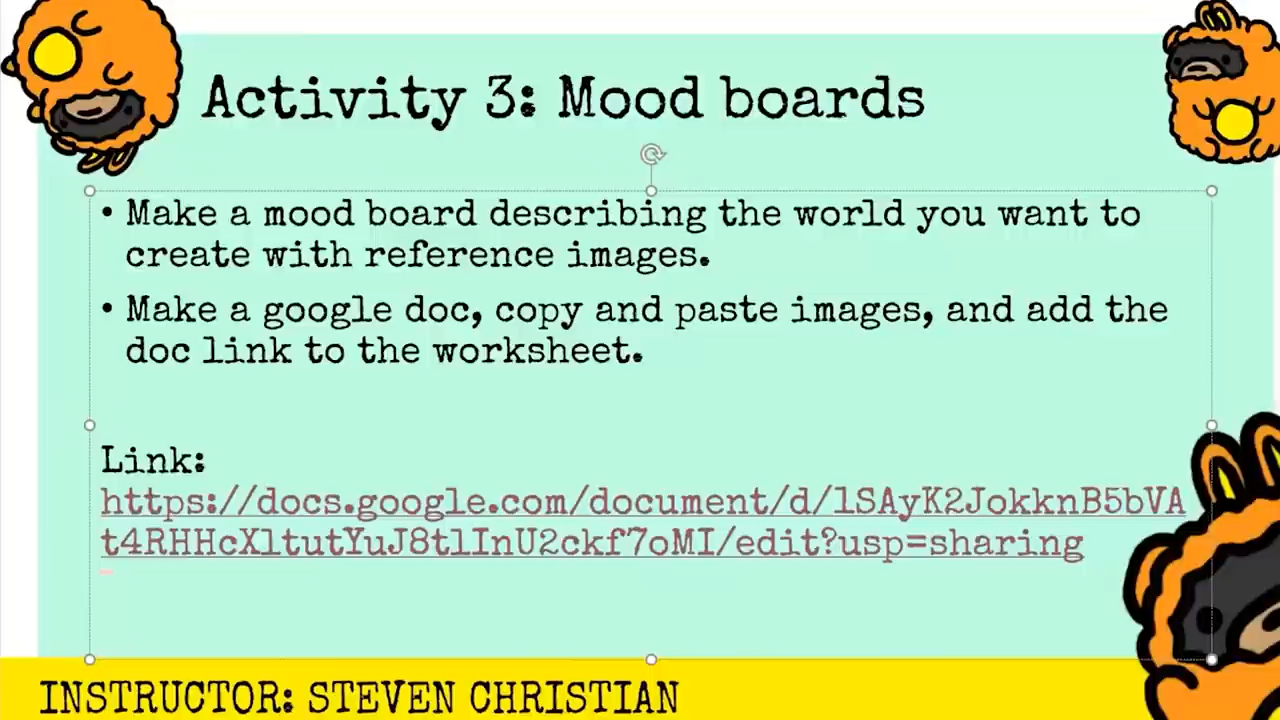 Activity 3: Mood boards
• Make a mood board describing the world you want to
create with reference images.
• Make a google doc, copy and paste images, and add the
doc link to the worksheet.
Link:
https://docs.google.com/document/d/1SAyK2JokknB5bVA
t4RHHcXltutYuJ8tlInU2ckf7oMI/edit?usp=sharing
INSTRUCTOR: STEVEN CHRISTIAN